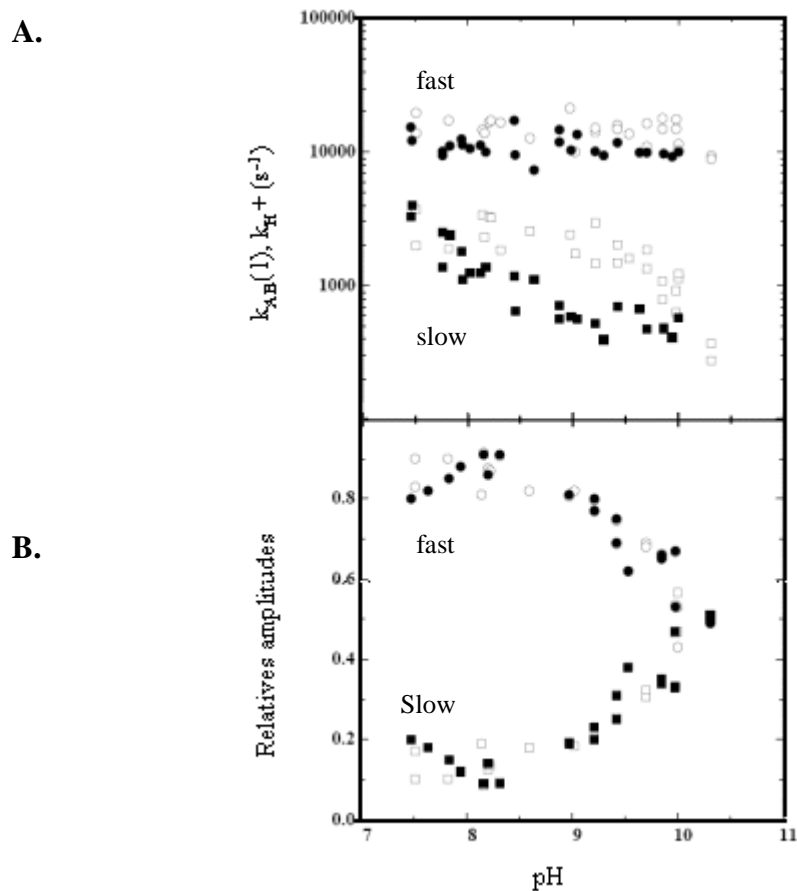 A.
100000
fast
10000
k_AB(1), k_H+ (s⁻¹)
1000
slow
B.
0.8
fast
0.6
Relatives amplitudes
0.4
Slow
0.2
0.0
7 8 9 10 11
pH